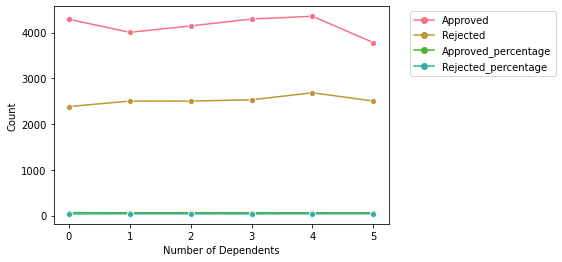 4000
3000
2000
1000
0
Count
0 1 2 3 4 5
Number of Dependents
Approved
Rejected
Approved_percentage
Rejected_percentage